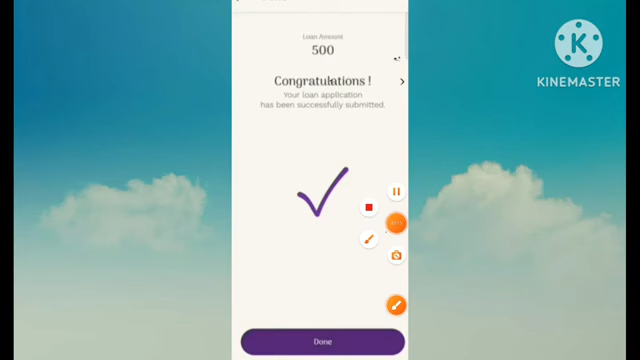 Loan Amount
500
Congratulations !
Your loan application
has been successfully submitted.
Done
KINEMASTER